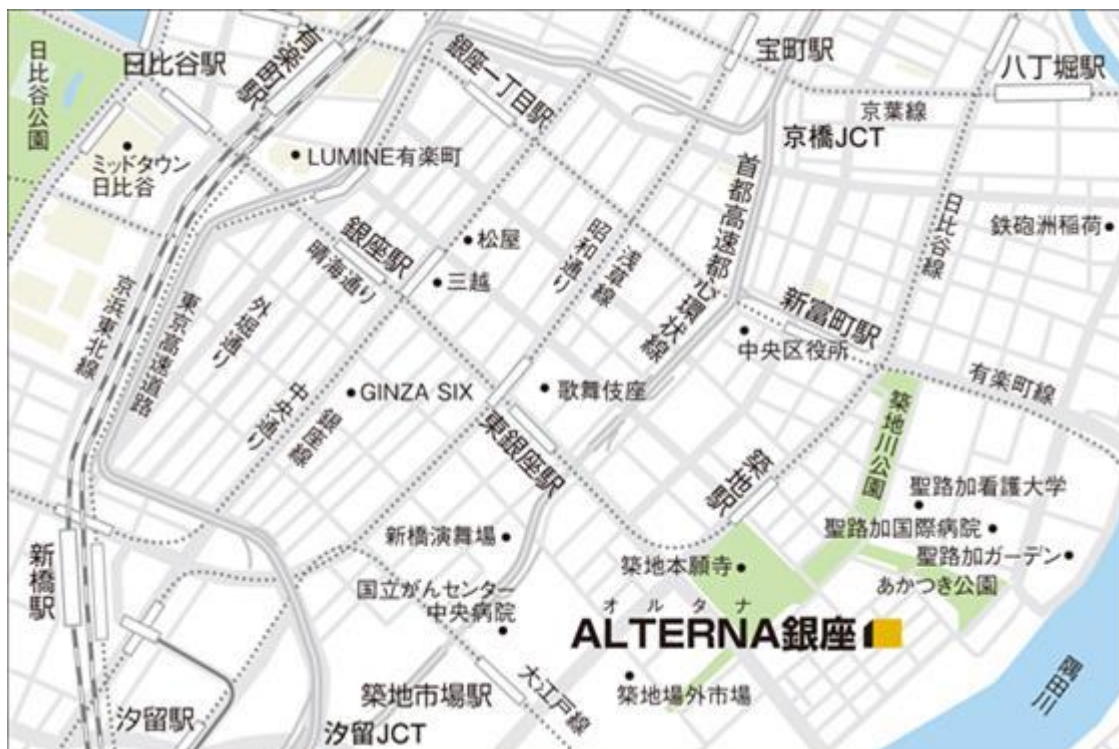 日比谷公園
日比谷駅
有楽町駅
銀座一丁目駅
宝町駅
八丁堀駅
京葉線
京橋JCT
ミッドタウン
日比谷
LUMINE有楽町
首都高速都心環状線
日比谷線
鉄砲洲稲荷
銀座駅
晴海通り
松屋
三越
昭和通り
浅草線
京浜東北線
東京高速道路
外堀通り
中央通り
銀座線
GINZA SIX
歌舞伎座
新富町駅
中央区役所
有楽町線
東銀座駅
築地駅
築地川公園
聖路加看護大学
聖路加国際病院
聖路加ガーデン
あかつき公園
新橋駅
新橋演舞場
国立がんセンター
中央病院
築地本願寺
オルタナ
ALTERNA銀座
築地場外市場
築地市場駅
大江戸線
汐留駅
汐留JCT
隅田川